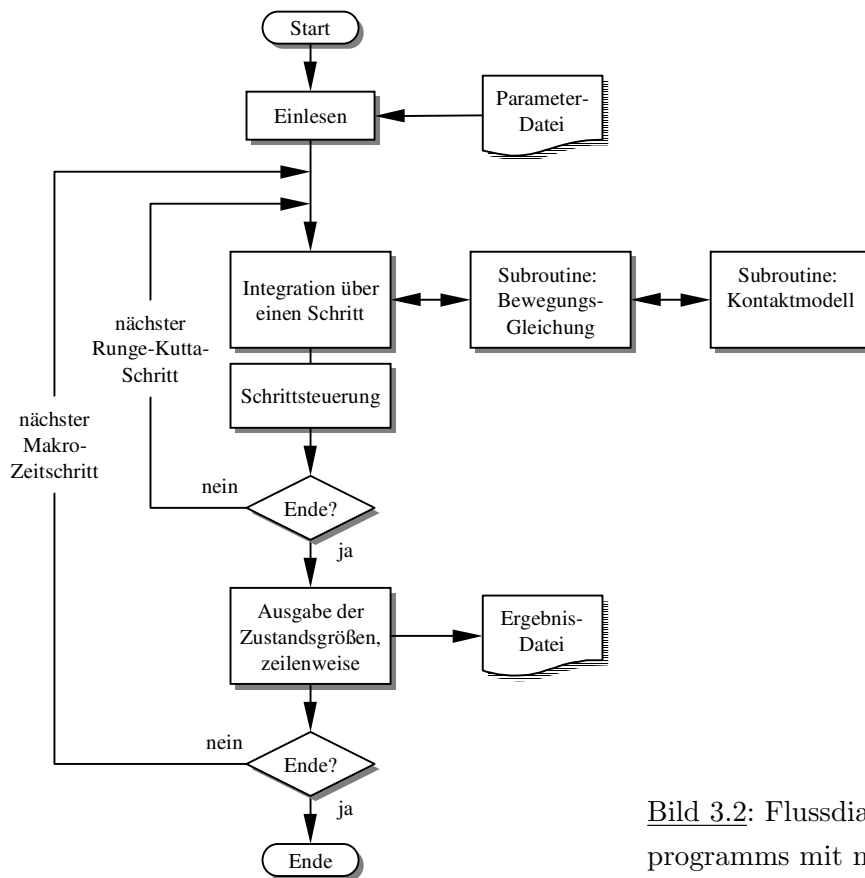 Start
Einlesen
Parameter-
Datei
Integration über
einen Schritt
Subroutine:
Bewegungs-
Gleichung
Subroutine:
Kontaktmodell
nächster
Runge-Kutta-
Schritt
Schrittsteuerung
nächster
Makro-
Zeitschritt
nein
Ende?
ja
Ausgabe der
Zustandsgrößen,
zeilenweise
Ergebnis-
Datei
nein
Ende?
ja
Ende
Bild 3.2: Flussdia
programms mit n